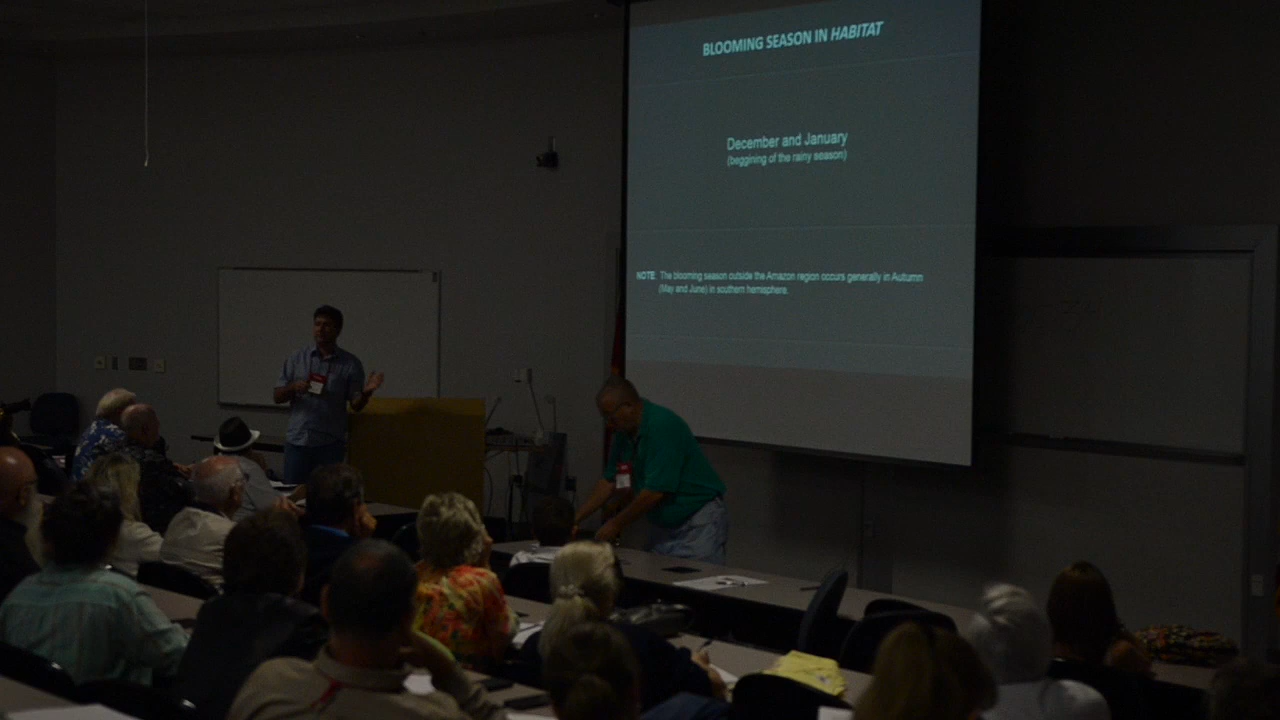 BLOOMING SEASON IN HABITAT
December and January
(beggining of the rainy season)
NOTE: The blooming season outside the Amazon region occurs generally in Autumn
(May and June) in southern hemisphere.